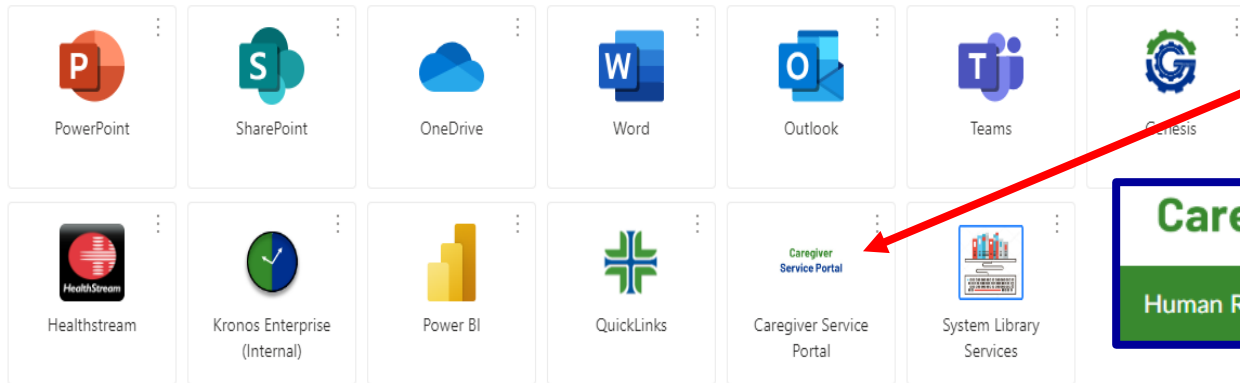 P
S
W
O
T
G
PowerPoint
SharePoint
OneDrive
Word
Outlook
Teams
Genesis
HealthStream
Caregiver
Service Portal
Healthstream
Kronos Enterprise
(Internal)
Power BI
QuickLinks
Caregiver Service
Portal
System Library
Services
Care
Human R